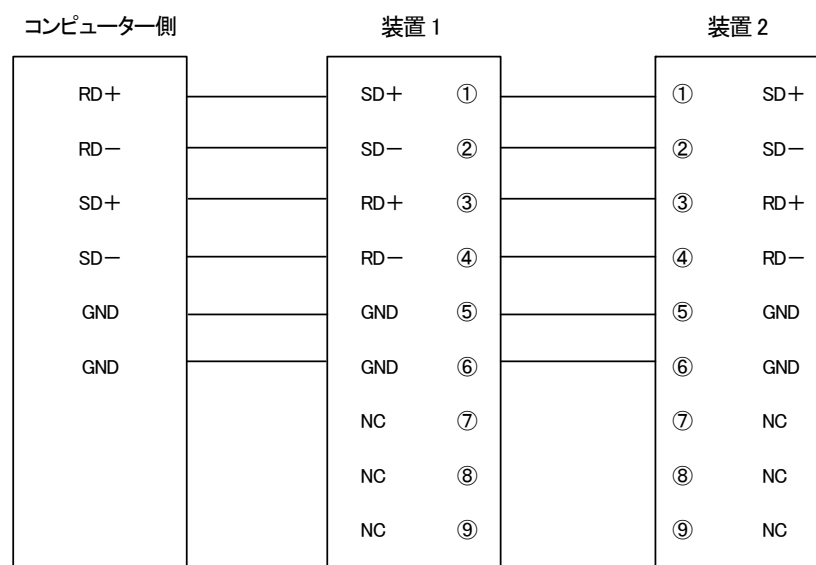 コンピューター側 装置 1 装置 2
RD＋ SD＋ ① ① SD＋
RD－ SD－ ② ② SD－
SD＋ RD＋ ③ ③ RD＋
SD－ RD－ ④ ④ RD－
GND GND ⑤ ⑤ GND
GND GND ⑥ ⑥ GND
NC ⑦ ⑦ NC
NC ⑧ ⑧ NC
NC ⑨ ⑨ NC